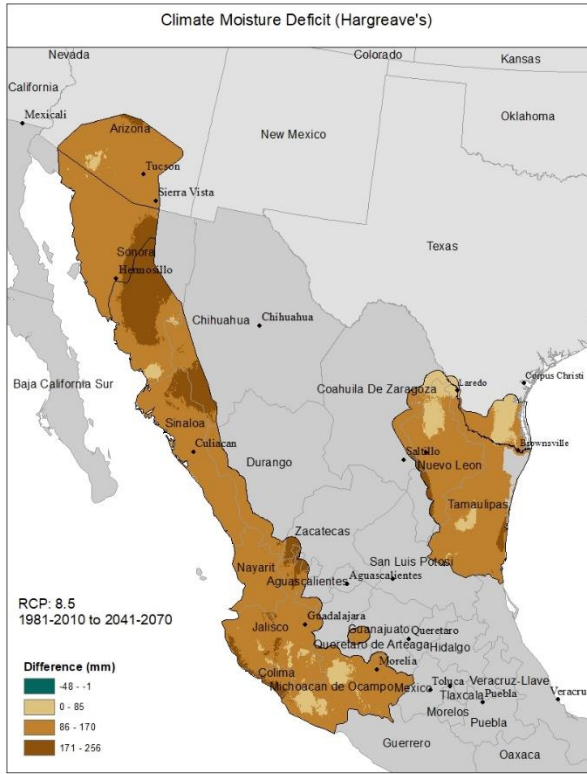 Climate Moisture Deficit (Hargreave's)
Nevada
Colorado
Kansas
California
Mexicali
Arizona
Oklahoma
New Mexico
Tucson
Sierra Vista
Texas
Sonora
Hermosillo
Chihuahua
Chihuahua
Baja California Sur
Coahuila De Zaragoza
Laredo
Corpus Christi
Sinaloa
Culiacan
Durango
Saltillo
Nuevo Leon
Brownsville
Tamaulipas
Zacatecas
San Luis Potosi
Nayarit
Aguascalientes
Aguascalientes
RCP: 8.5
1981-2010 to 2041-2070
Jalisco
Guadalajara
Guanajuato
Queretaro
Queretaro de Arteaga
Hidalgo
Morelia
Colima
Michoacan de Ocampo
Mexico
Toluca
Veracruz-Llave
Tlaxcala
Puebla
Veracruz
Morelos
Puebla
Guerrero
Oaxca
Difference (mm)
-48 - -1
0 - 85
86 - 170
171 - 256